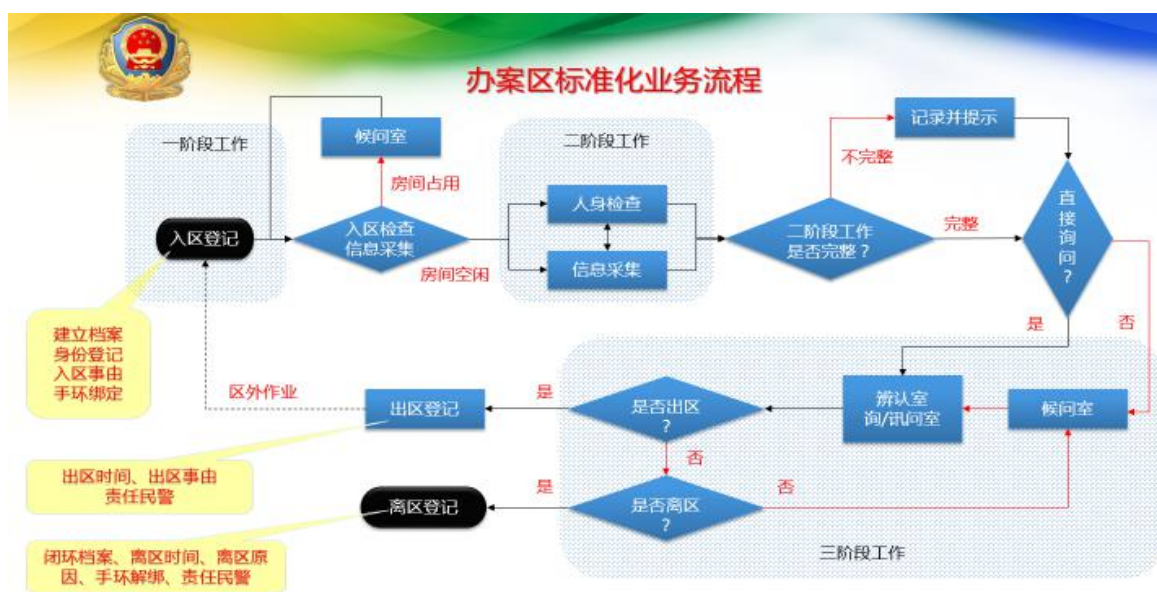 办案区标准化业务流程
一阶段工作
候问室
二阶段工作
记录并提示
房间占用
不完整
入区登记
入区检查
信息采集
人身检查
信息采集
房间空闲
二阶段工作
是否完整？
完整
直
接
询
问
？
建立档案
身份登记
入区事由
手环绑定
是
否
区外作业
出区登记
是
是否出区
？
辨认室
询/讯问室
候问室
否
出区时间、出区事由
责任民警
离区登记
是
是否离区
？
否
三阶段工作
闭环档案、离区时间、离区原
因、手环解绑、责任民警